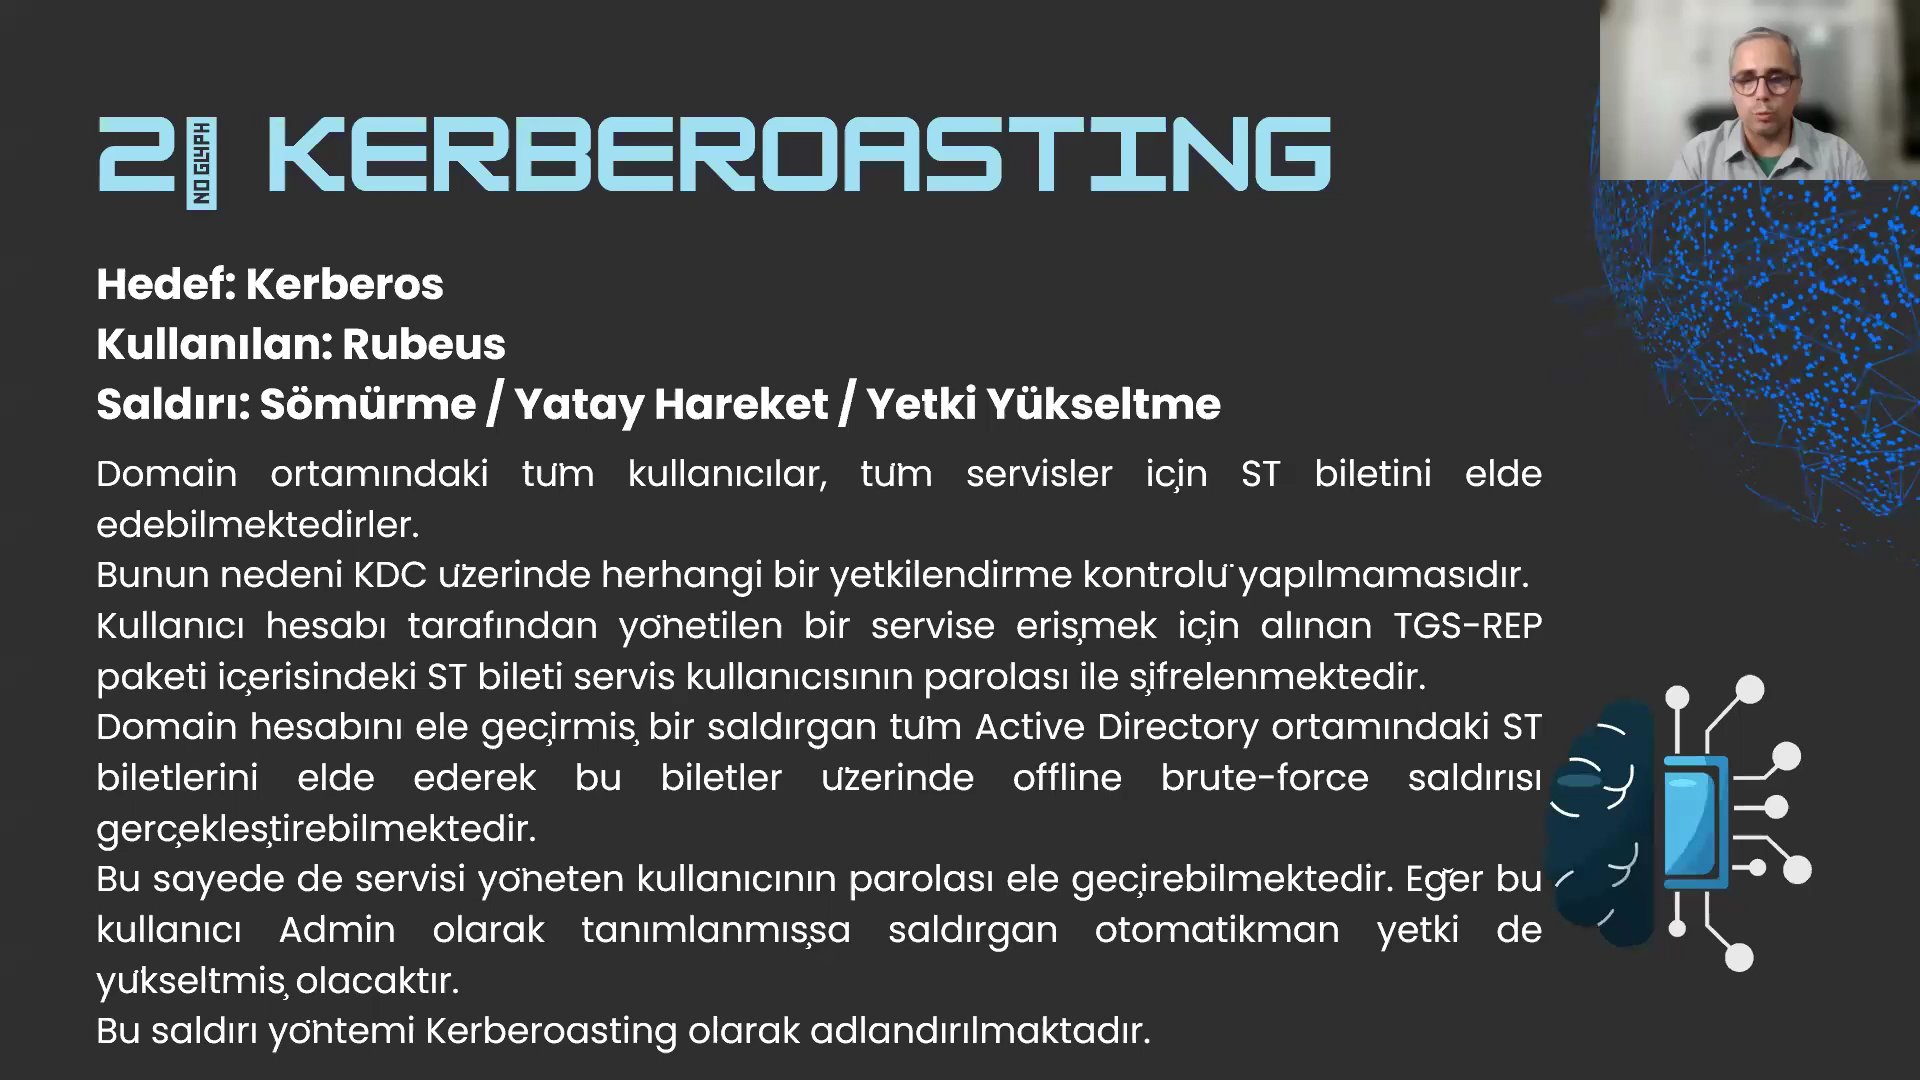 2 KERBEROASTING
NO GLYPH
Hedef: Kerberos
Kullanılan: Rubeus
Saldırı: Sömürme / Yatay Hareket / Yetki Yükseltme
Domain ortamındaki tüm kullanıcılar, tüm servisler için ST biletini elde
edebilmektedirler.
Bunun nedeni KDC üzerinde herhangi bir yetkilendirme kontrolü yapılmamasıdır.
Kullanıcı hesabı tarafından yönetilen bir servise erişmek için alınan TGS-REP
paketi içerisindeki ST bileti servis kullanıcısının parolası ile şifrelenmektedir.
Domain hesabını ele geçirmiş bir saldırgan tüm Active Directory ortamındaki ST
biletlerini elde ederek bu biletler üzerinde offline brute-force saldırısı
gerçekleştirebilmektedir.
Bu sayede de servisi yöneten kullanıcının parolası ele geçirebilmektedir. Eğer bu
kullanıcı Admin olarak tanımlanmışsa saldırgan otomatikman yetki de
yükseltmiş olacaktır.
Bu saldırı yöntemi Kerberoasting olarak adlandırılmaktadır.